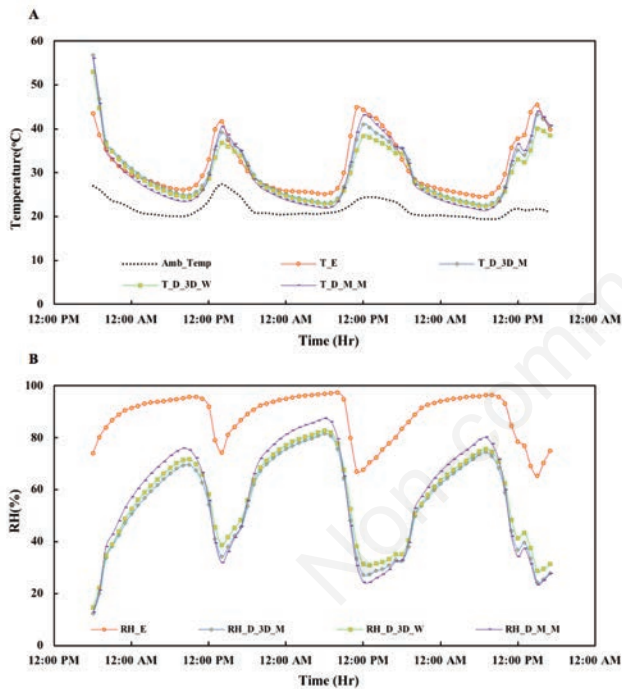 A
60
50
40
30
20
10
0
Temperature(°C)
Amb_Temp T_E T_D_3D_M
T_D_3D_W T_D_M_M
12:00 PM 12:00 AM 12:00 PM 12:00 AM 12:00 PM 12:00 AM 12:00 PM 12:00 AM
Time (Hr)
B
100
80
60
40
20
0
RH(%)
RH_E RH_D_3D_M RH_D_3D_W RH_D_M_M
12:00 PM 12:00 AM 12:00 PM 12:00 AM 12:00 PM 12:00 AM 12:00 PM 12:00 AM
Time (Hr)
Non-comm